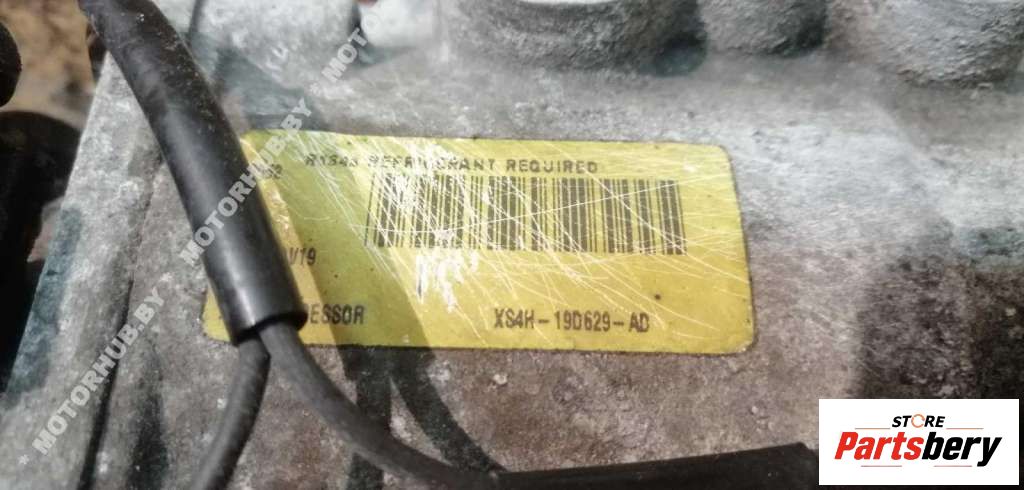 R134a REFRIGERANT REQUIRED
V19
ESSOR XS4H-19D629-AD
* MOTORHUB.BY * MOTORHUB.BY * MOTORHUB.BY
STORE
Partsbery